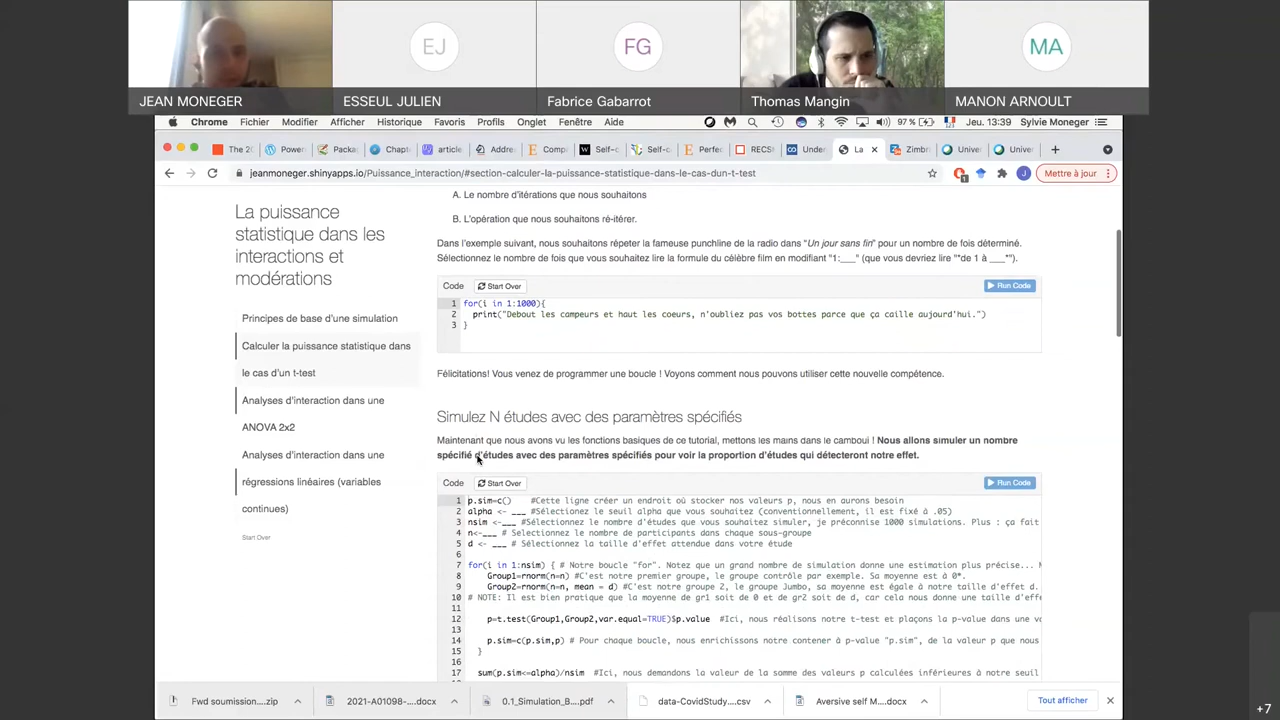 EJ
FG
MA
JEAN MONEGER
ESSEUL JULIEN
Fabrice Gabarrot
Thomas Mangin
MANON ARNOULT
Chrome Fichier Modifier Afficher Historique Favoris Profils Onglet Fenêtre Aide
97 % Jeu. 13:39 Sylvie Moneger
The 2( Power Packa Chapt article Addre Comp Self-c Self-c Perfec RECS Under La Zimbr Univer Univer
jeanmoneger.shinyapps.io/Puissance_interaction/#section-calculer-la-puissance-statistique-dans-le-cas-dun-t-test
Mettre à jour
La puissance
statistique dans les
interactions et
modérations
Principes de base d'une simulation
Calculer la puissance statistique dans
le cas d'un t-test
Analyses d'interaction dans une
ANOVA 2x2
Analyses d'interaction dans une
régressions linéaires (variables
continues)
Start Over
A. Le nombre d'itérations que nous souhaitons
B. L'opération que nous souhaitons ré-itérer.
Dans l'exemple suivant, nous souhaitons répeter la fameuse punchline de la radio dans "Un jour sans fin" pour un nombre de fois déterminé.
Sélectionnez le nombre de fois que vous souhaitez lire la formule du célèbre film en modifiant "1:___" (que vous devriez lire "*de 1 à ___*").
Code Start Over Run Code
1 for(i in 1:1000){
2 print("Debout les campeurs et haut les coeurs, n'oubliez pas vos bottes parce que ça caille aujourd'hui.")
3 }
Félicitations! Vous venez de programmer une boucle ! Voyons comment nous pouvons utiliser cette nouvelle compétence.
Simulez N études avec des paramètres spécifiés
Maintenant que nous avons vu les fonctions basiques de ce tutorial, mettons les mains dans le camboui ! Nous allons simuler un nombre
spécifié d'études avec des paramètres spécifiés pour voir la proportion d'études qui détecteront notre effet.
Code Start Over Run Code
1 p.sim=c() #Cette ligne créer un endroit où stocker nos valeurs p, nous en aurons besoin
2 alpha <- ___ #Sélectionnez le seuil alpha que vous souhaitez (conventionnellement, il est fixé à .05)
3 nsim <-___ #Sélectionnez le nombre d'études que vous souhaitez simuler, je préconnise 1000 simulations. Plus : ça fait
4 n<-___ # Selectionnez le nombre de participants dans chaque sous-groupe
5 d <- ___ # Sélectionnez la taille d'effet attendue dans votre étude
6
7 for(i in 1:nsim) { # Notre boucle "for". Notez que un grand nombre de simulation donne une estimation plus précise... M
8 Group1=rnorm(n=n) #C'est notre premier groupe, le groupe contrôle par exemple. Sa moyenne est à 0*.
9 Group2=rnorm(n=n, mean = d) #C'est notre groupe 2, le groupe Jumbo, sa moyenne est égale à notre taille d'effet d.
10 # NOTE: Il est bien pratique que la moyenne de gr1 soit de 0 et de gr2 soit de d, car cela nous donne une taille d'effe
11
12 p=t.test(Group1,Group2,var.equal=TRUE)$p.value #Ici, nous réalisons notre t-test et plaçons la p-value dans une va
13
14 p.sim=c(p.sim,p) # Pour chaque boucle, nous enrichissons notre contener à p-value "p.sim", de la valeur p que nous
15 }
16
17 sum(p.sim<=alpha)/nsim #Ici, nous demandons la valeur de la somme des valeurs p calculées inférieures à notre seuil
Fwd soumission....zip 2021-A01098-....docx 0.1_Simulation_B....pdf data-CovidStudy....csv Aversive self M....docx Tout afficher
+7